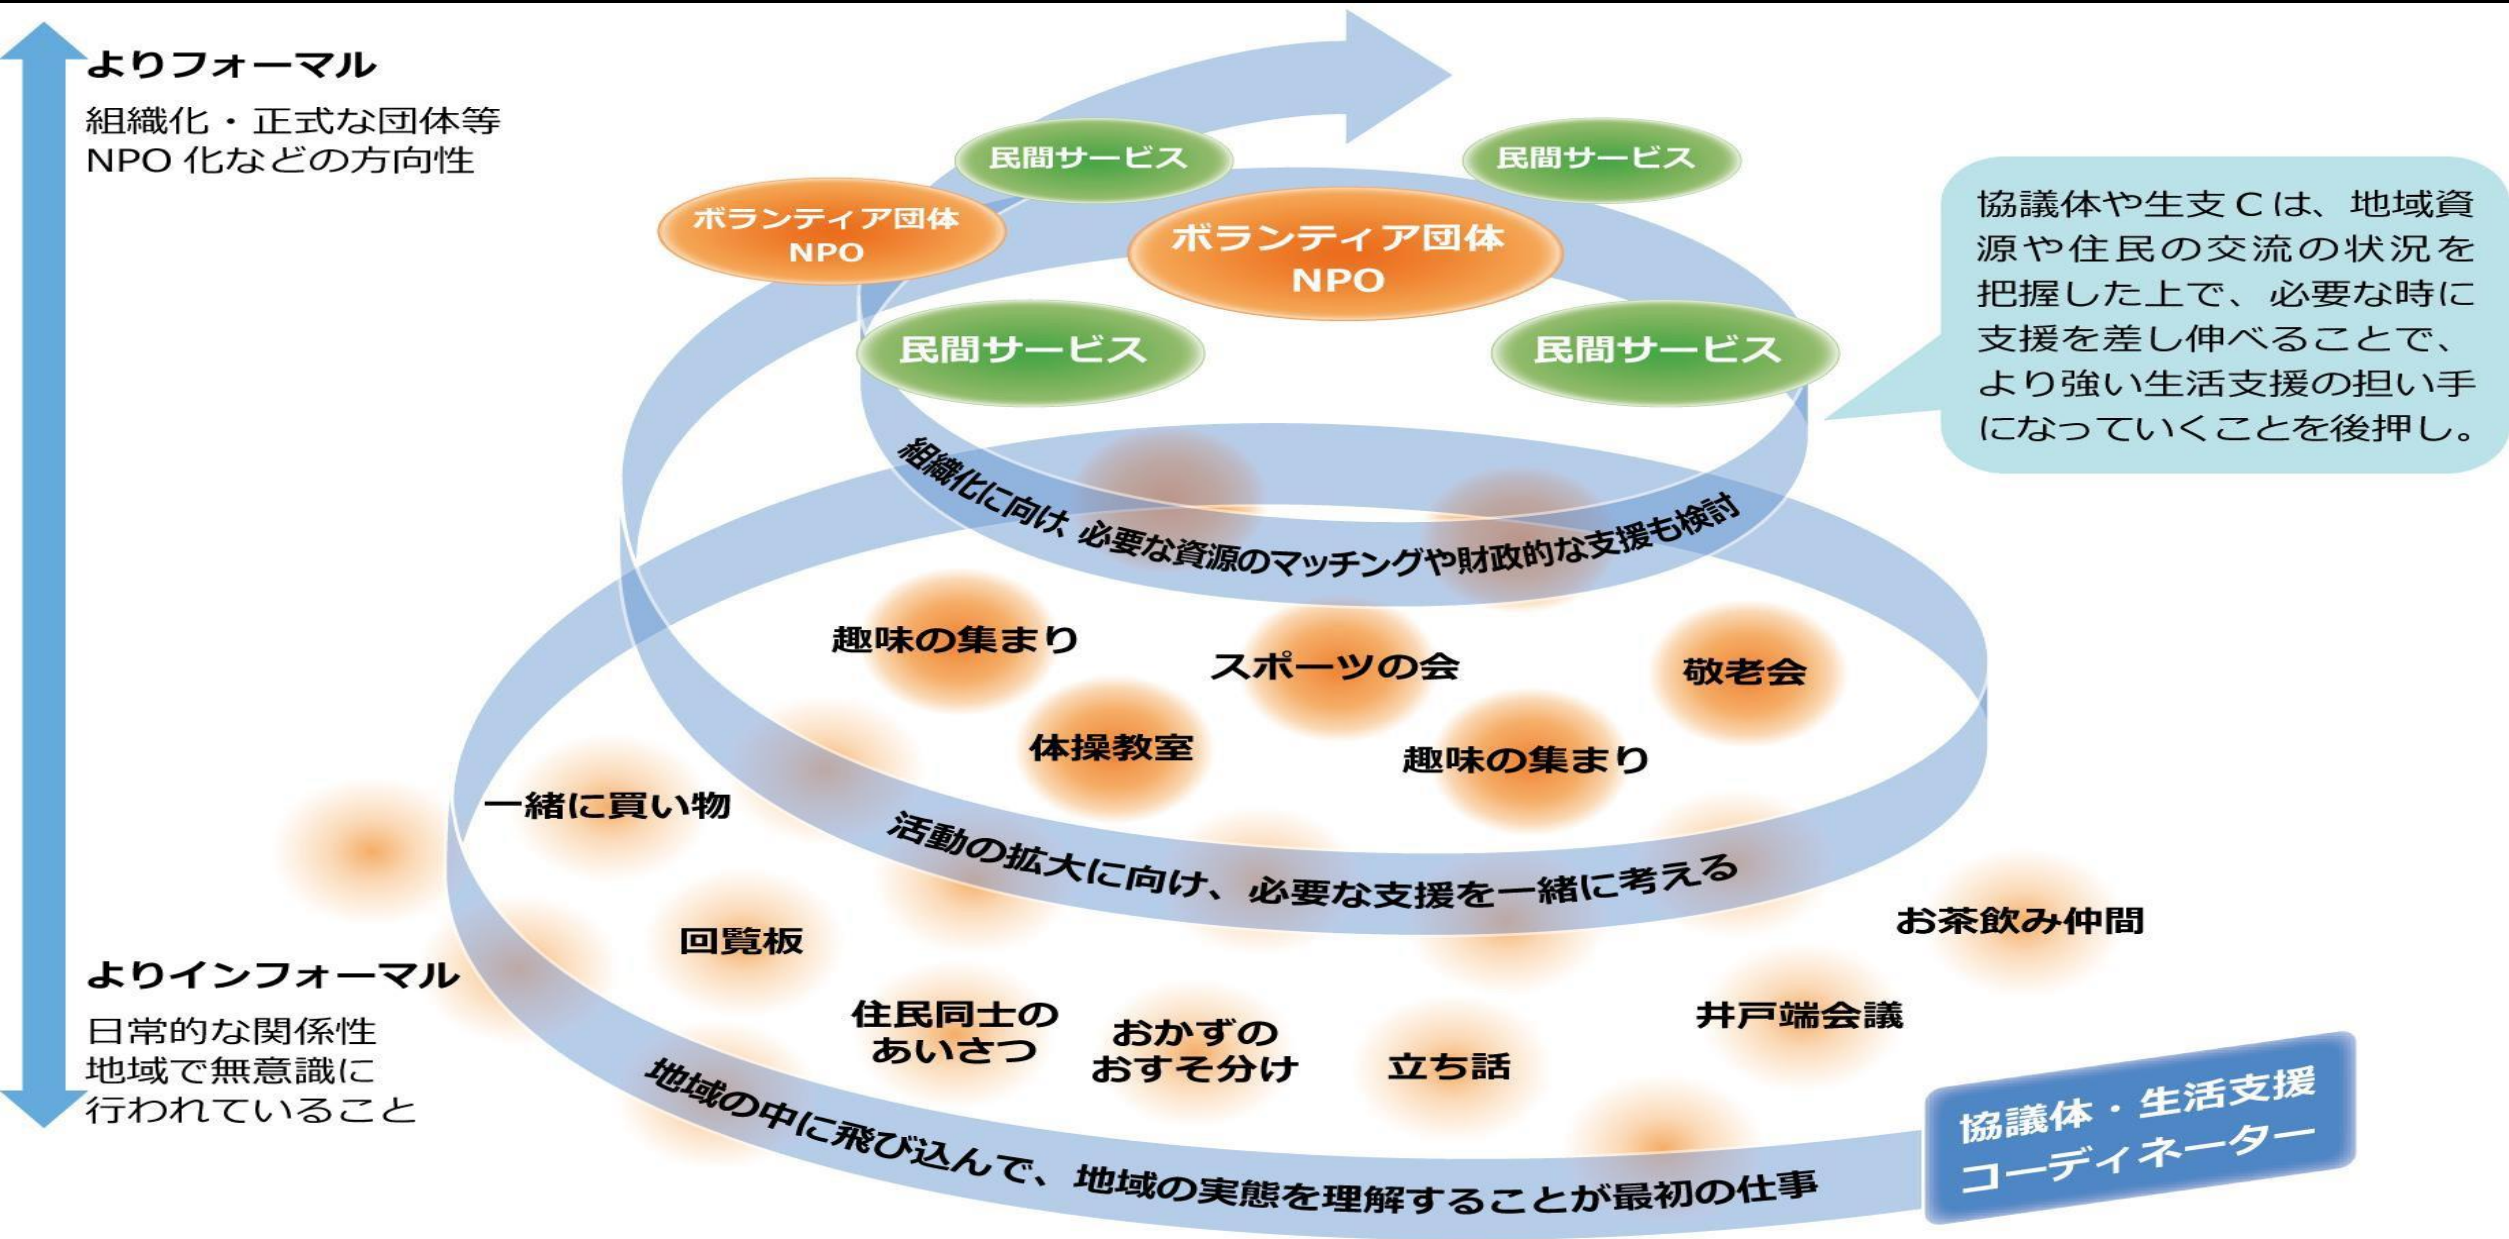 よりフォーマル
組織化・正式な団体等
NPO 化などの方向性
民間サービス
民間サービス
ボランティア団体
NPO
ボランティア団体
NPO
民間サービス
民間サービス
協議体や生支Cは、地域資
源や住民の交流の状況を
把握した上で、必要な時に
支援を差し伸べることで、
より強い生活支援の担い手
になっていくことを後押し。
組織化に向け、必要な資源のマッチングや財政的な支援も検討
趣味の集まり
スポーツの会
敬老会
体操教室
趣味の集まり
一緒に買い物
活動の拡大に向け、必要な支援を一緒に考える
お茶飲み仲間
回覧板
よりインフォーマル
日常的な関係性
地域で無意識に
行われていること
住民同士の
あいさつ
おかずの
おすそ分け
立ち話
井戸端会議
地域の中に飛び込んで、地域の実態を理解することが最初の仕事
協議体・生活支援
コーディネーター